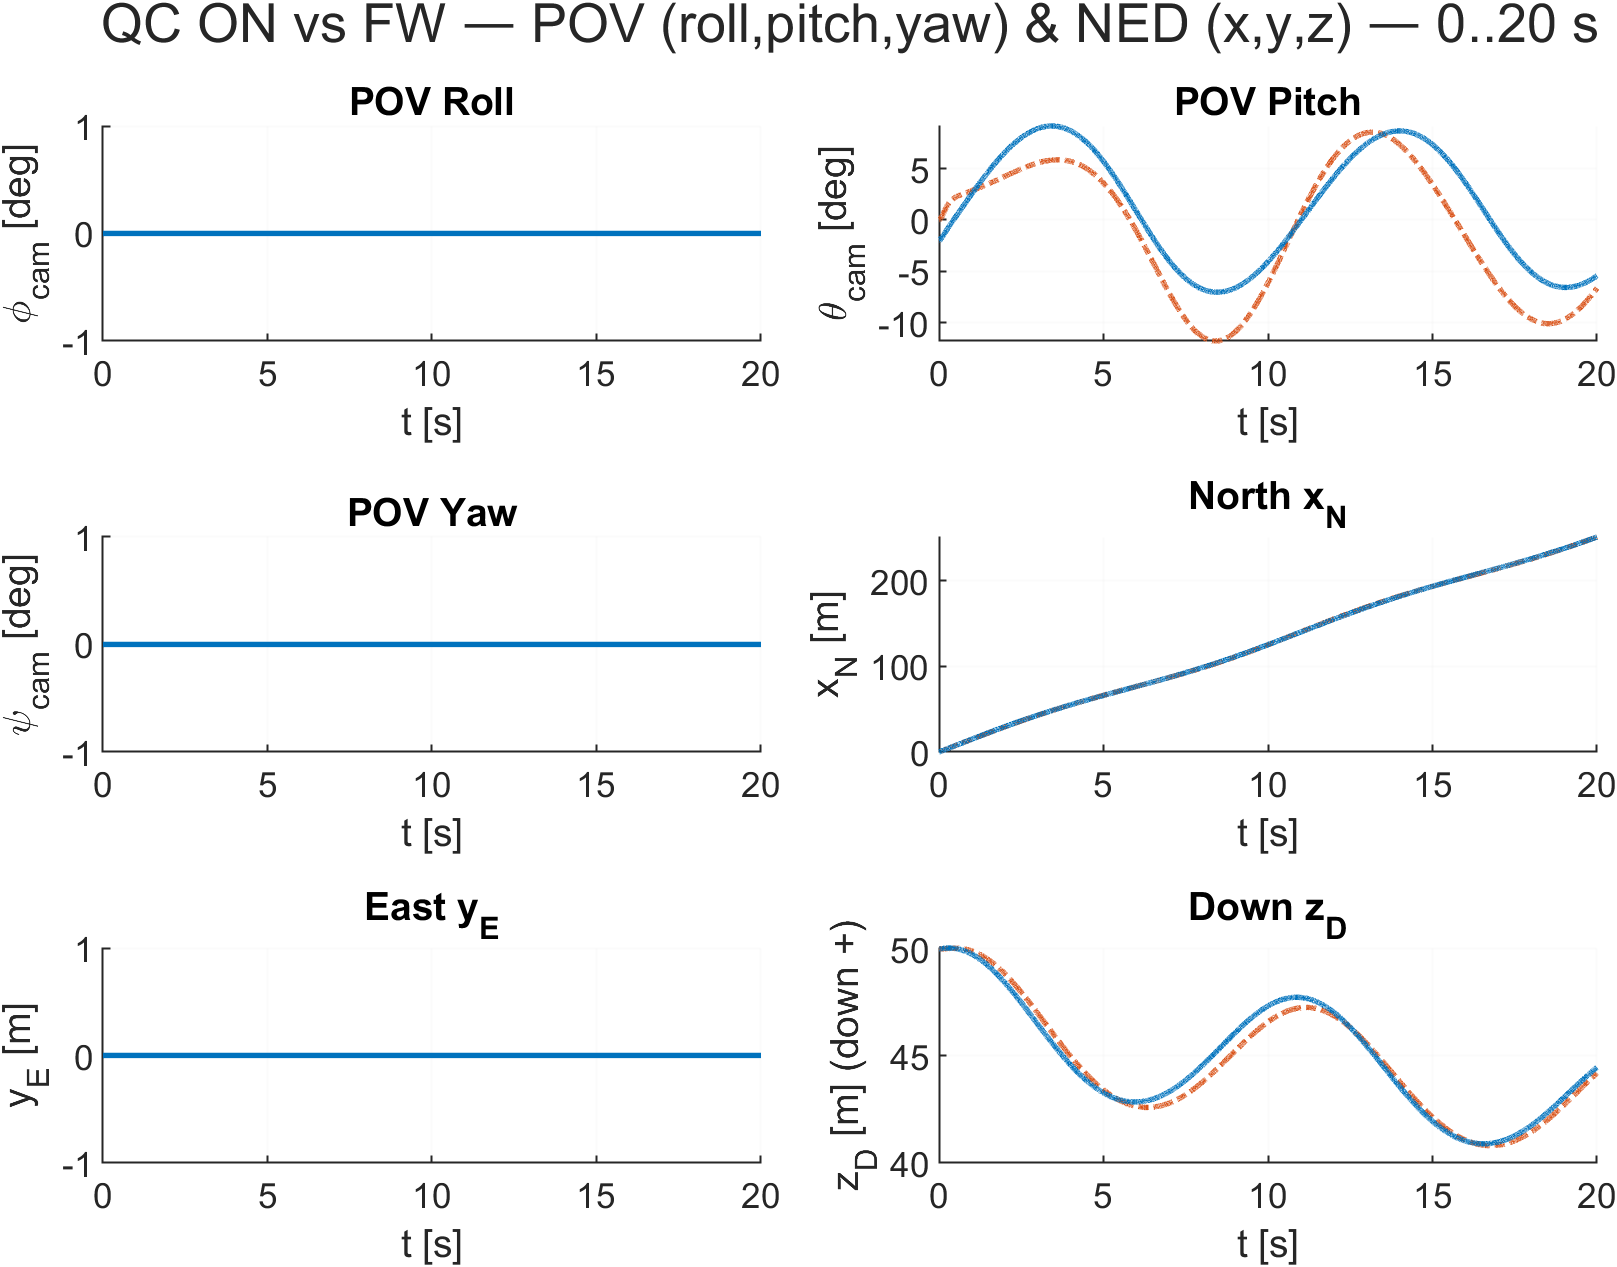 QC ON vs FW — POV (roll,pitch,yaw) & NED (x,y,z) — 0..20 s
POV Roll
ϕcam [deg]
1
0
-1
0 5 10 15 20
t [s]
POV Pitch
θcam [deg]
5
0
-5
-10
0 5 10 15 20
t [s]
POV Yaw
ψcam [deg]
1
0
-1
0 5 10 15 20
t [s]
North xN
xN [m]
200
100
0
0 5 10 15 20
t [s]
East yE
yE [m]
1
0
-1
0 5 10 15 20
t [s]
Down zD
zD [m] (down +)
50
45
40
0 5 10 15 20
t [s]